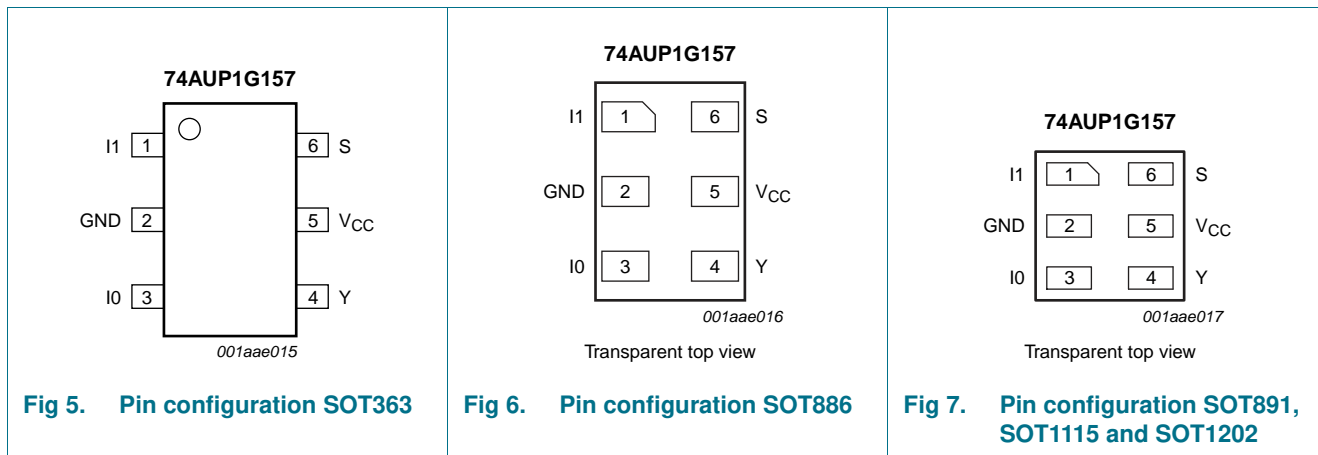 74AUP1G157
I1 1 6 S
GND 2 5 VCC
I0 3 4 Y
001aae015
Fig 5. Pin configuration SOT363
74AUP1G157
I1 1 6 S
GND 2 5 VCC
I0 3 4 Y
001aae016
Transparent top view
Fig 6. Pin configuration SOT886
74AUP1G157
I1 1 6 S
GND 2 5 VCC
I0 3 4 Y
001aae017
Transparent top view
Fig 7. Pin configuration SOT891,
SOT1115 and SOT1202